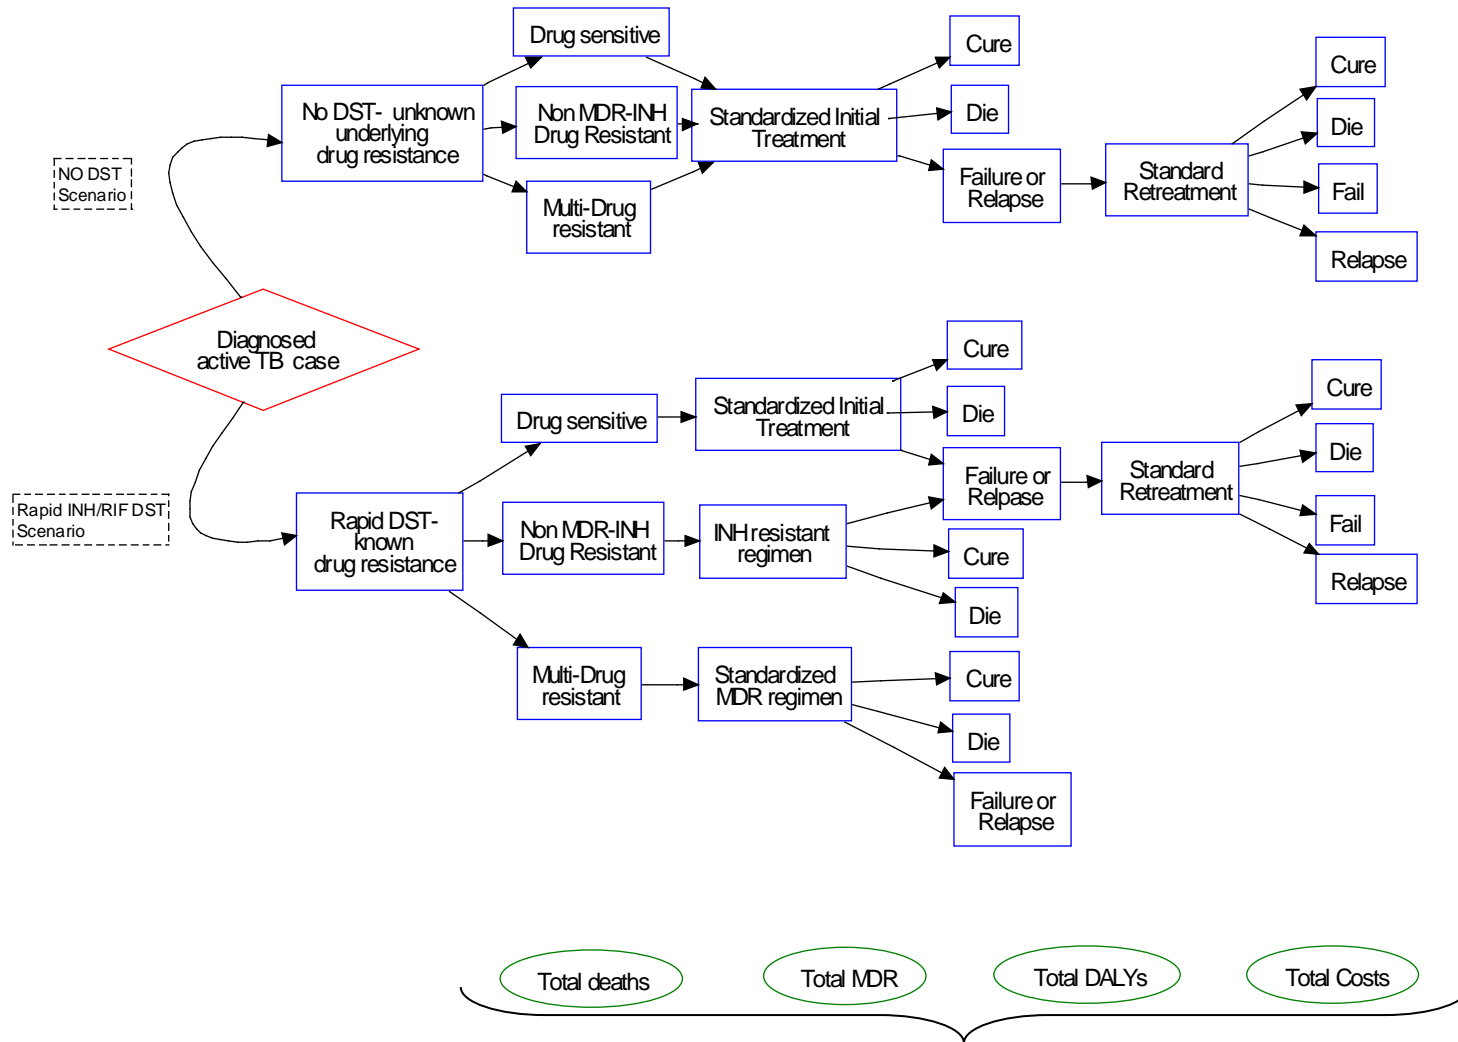 Drug sensitive
Cure
Cure
No DST- unknown
underlying
drug resistance
Non MDR-INH
Drug Resistant
Standardized Initial
Treatment
Die
Die
NO DST
Scenario
Multi-Drug
resistant
Failure or
Relapse
Standard
Retreatment
Fail
Relapse
Diagnosed
active TB case
Cure
Cure
Drug sensitive
Standardized Initial
Treatment
Die
Die
Rapid INH/RIF DST
Scenario
Rapid DST-
known
drug resistance
Non MDR-INH
Drug Resistant
INH resistant
regimen
Failure or
Relpase
Standard
Retreatment
Fail
Cure
Relapse
Die
Multi-Drug
resistant
Standardized
MDR regimen
Cure
Die
Failure or
Relapse
Total deaths
Total MDR
Total DALYs
Total Costs